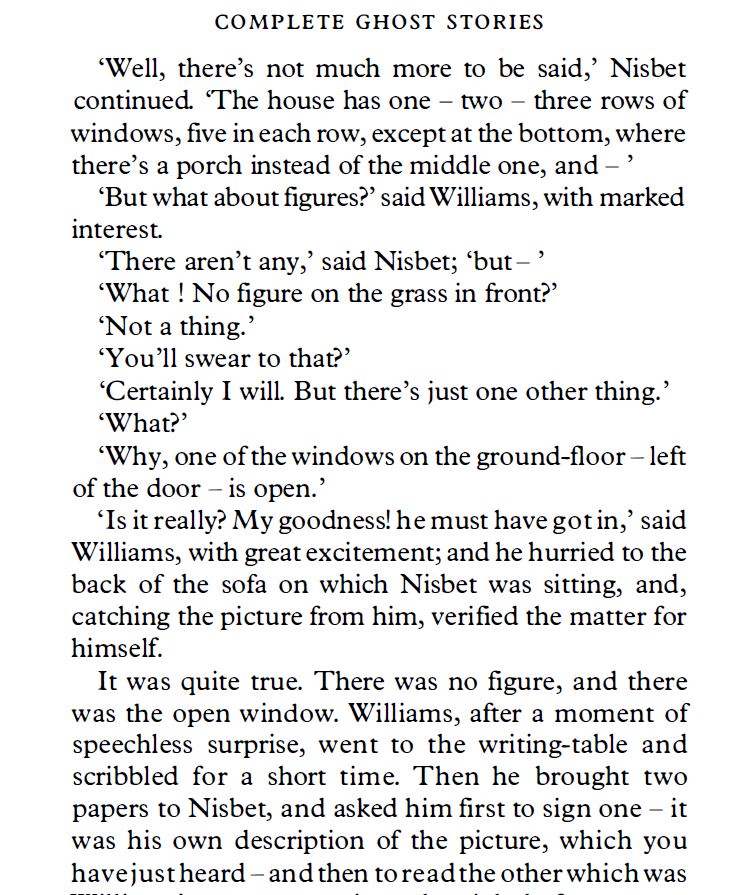 COMPLETE GHOST STORIES
‘Well, there’s not much more to be said,’ Nisbet
continued. ‘The house has one – two – three rows of
windows, five in each row, except at the bottom, where
there’s a porch instead of the middle one, and – ’
‘But what about figures?’ said Williams, with marked
interest.
‘There aren’t any,’ said Nisbet; ‘but – ’
‘What ! No figure on the grass in front?’
‘Not a thing.’
‘You’ll swear to that?’
‘Certainly I will. But there’s just one other thing.’
‘What?’
‘Why, one of the windows on the ground-floor – left
of the door – is open.’
‘Is it really? My goodness! he must have got in,’ said
Williams, with great excitement; and he hurried to the
back of the sofa on which Nisbet was sitting, and,
catching the picture from him, verified the matter for
himself.
It was quite true. There was no figure, and there
was the open window. Williams, after a moment of
speechless surprise, went to the writing-table and
scribbled for a short time. Then he brought two
papers to Nisbet, and asked him first to sign one – it
was his own description of the picture, which you
have just heard – and then to read the other which was